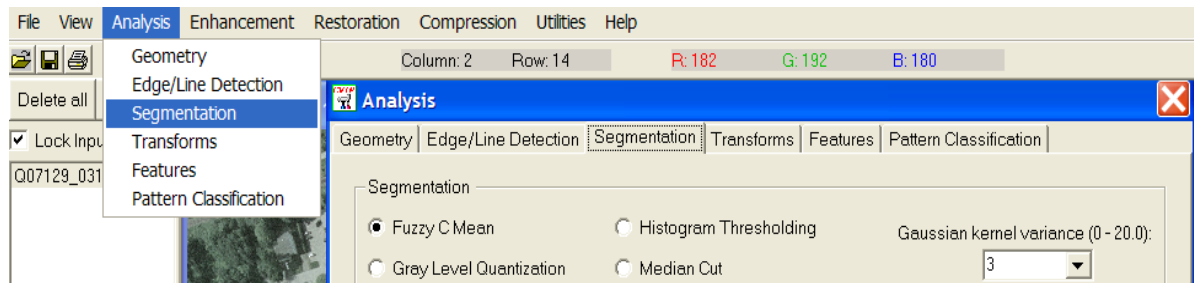 File View Analysis Enhancement Restoration Compression Utilities Help
Geometry
Edge/Line Detection
Segmentation
Transforms
Features
Pattern Classification
Column: 2 Row: 14 R: 182 G: 192 B: 180
Delete all
Lock Inpu
Q07129_031
Analysis
Geometry Edge/Line Detection Segmentation Transforms Features Pattern Classification
Segmentation
Fuzzy C Mean Histogram Thresholding Gaussian kernel variance (0 - 20.0):
Gray Level Quantization Median Cut 3